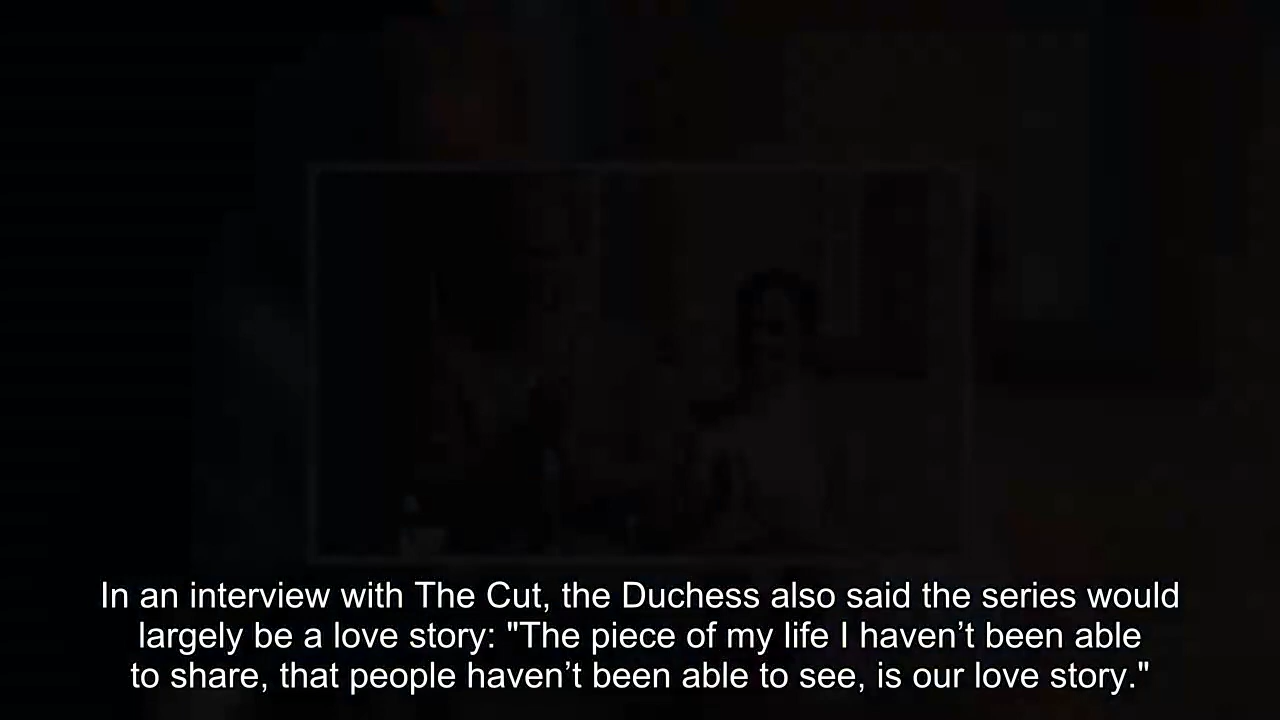 In an interview with The Cut, the Duchess also said the series would
largely be a love story: "The piece of my life I haven’t been able
to share, that people haven’t been able to see, is our love story."